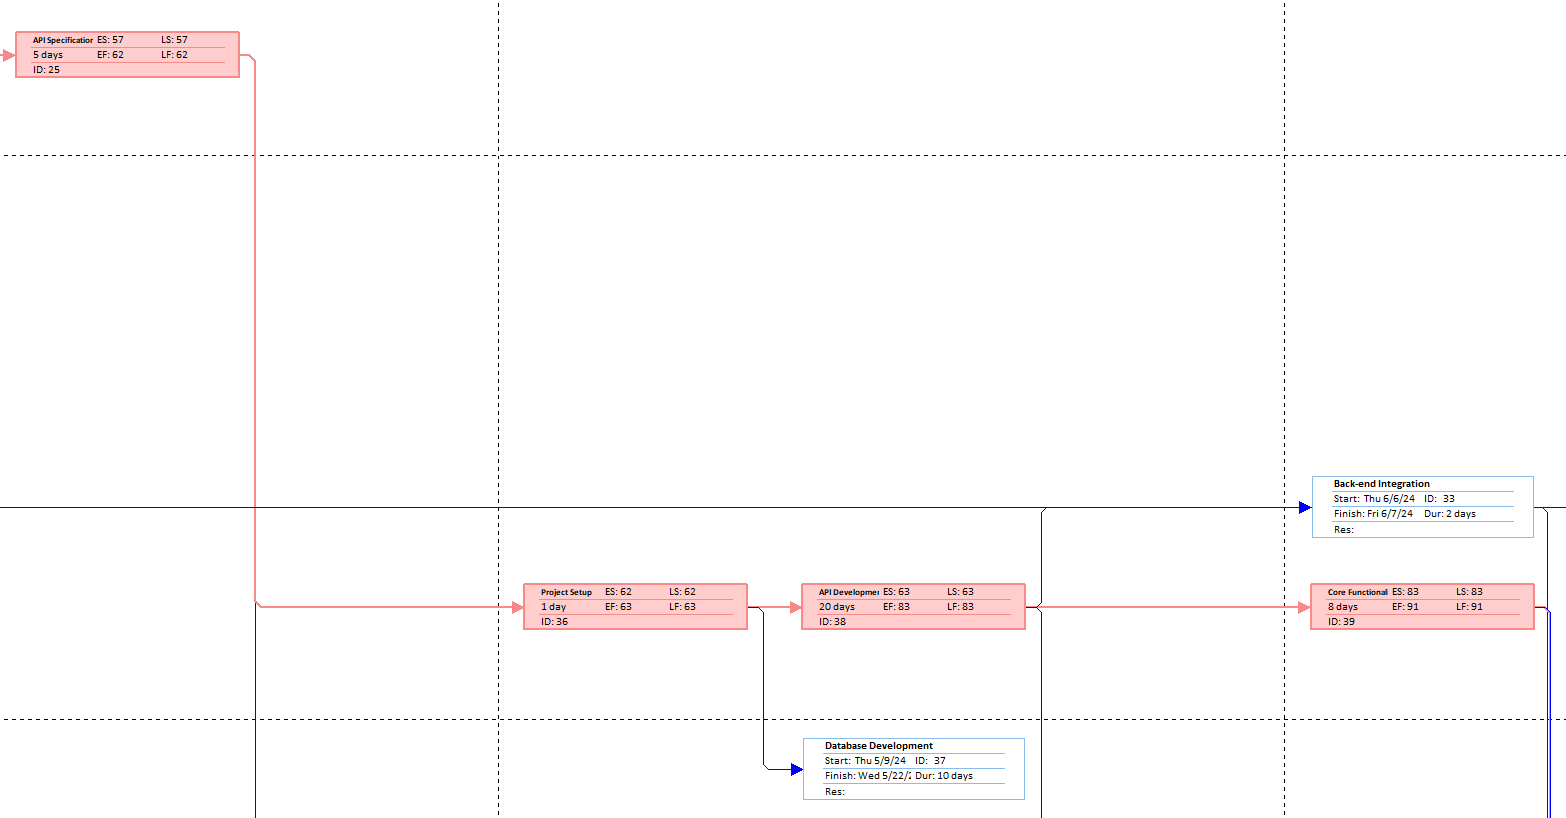 API Specification ES: 57 LS: 57
5 days EF: 62 LF: 62
ID: 25
Back-end Integration
Start: Thu 6/6/24 ID: 33
Finish: Fri 6/7/24 Dur: 2 days
Res:
Project Setup ES: 62 LS: 62
1 day EF: 63 LF: 63
ID: 36
API Developmer ES: 63 LS: 63
20 days EF: 83 LF: 83
ID: 38
Core Functional ES: 83 LS: 83
8 days EF: 91 LF: 91
ID: 39
Database Development
Start: Thu 5/9/24 ID: 37
Finish: Wed 5/22/2 Dur: 10 days
Res: